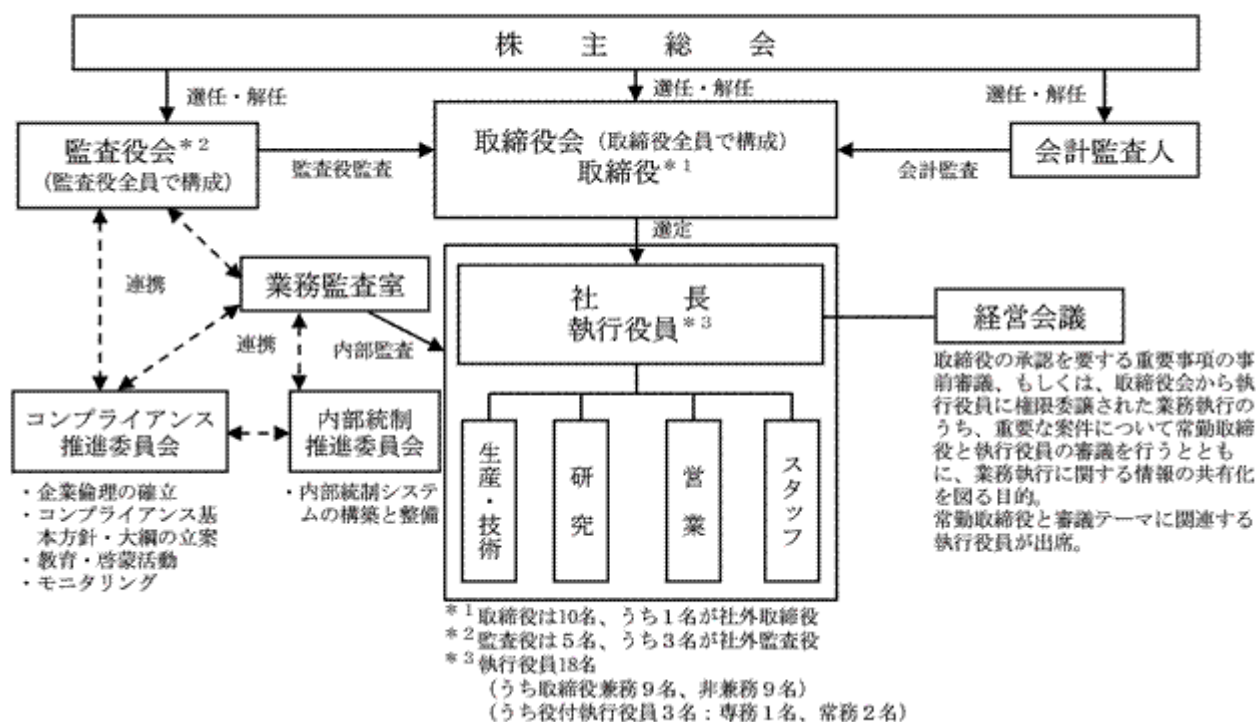 株主総会
選任・解任
選任・解任
選任・解任
監査役会*2
(監査役全員で構成)
監査役監査
取締役会(取締役全員で構成)
取締役*1
会計監査
会計監査人
選定
連携
業務監査室
連携
内部監査
社長
執行役員*3
経営会議
取締役の承認を要する重要事項の事
前審議、もしくは、取締役会から執
行役員に権限委譲された業務執行の
うち、重要な案件について常勤取締
役と執行役員の審議を行うととも
に、業務執行に関する情報の共有化
を図る目的。
常勤取締役と審議テーマに関連する
執行役員が出席。
コンプライアンス
推進委員会
内部統制
推進委員会
・企業倫理の確立
・コンプライアンス基
本方針・大綱の立案
・教育・啓蒙活動
・モニタリング
・内部統制システ
ムの構築と整備
生産・技術
研究
営業
スタッフ
*1 取締役は10名、うち1名が社外取締役
*2 監査役は5名、うち3名が社外監査役
*3 執行役員18名
(うち取締役兼務9名、非兼務9名)
(うち役付執行役員3名:専務1名、常務2名)